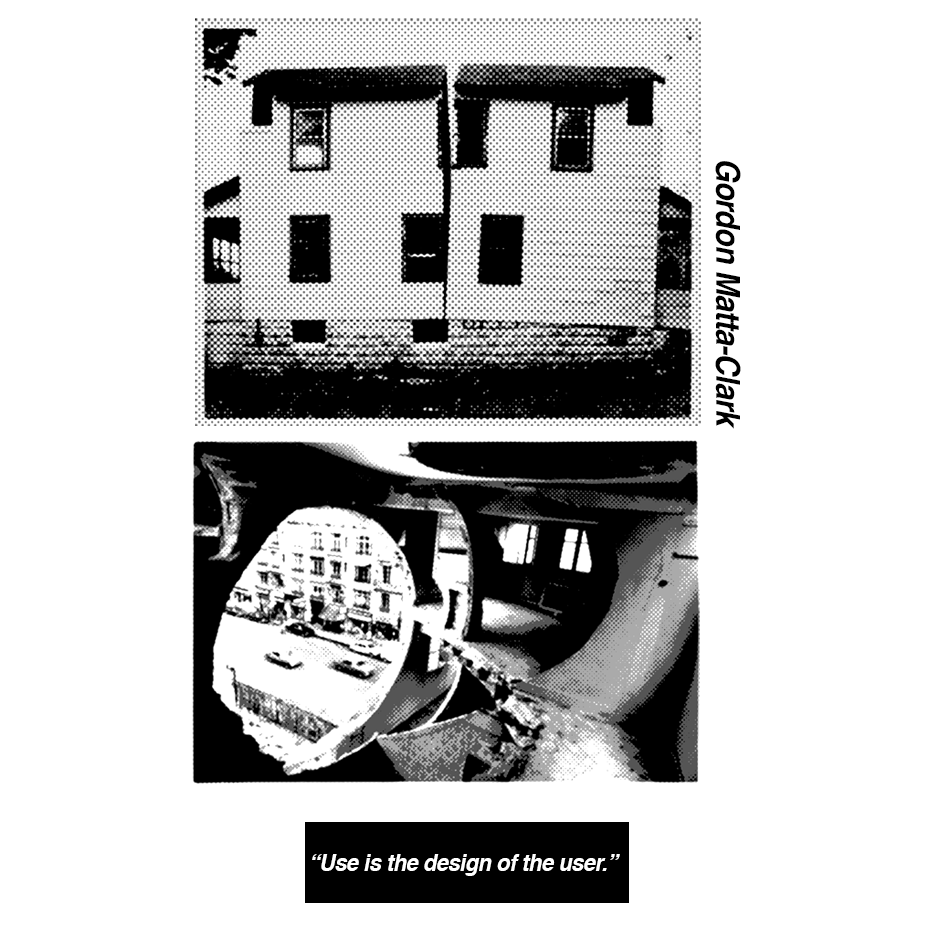 Gordon Matta-Clark
“Use is the design of the user.”